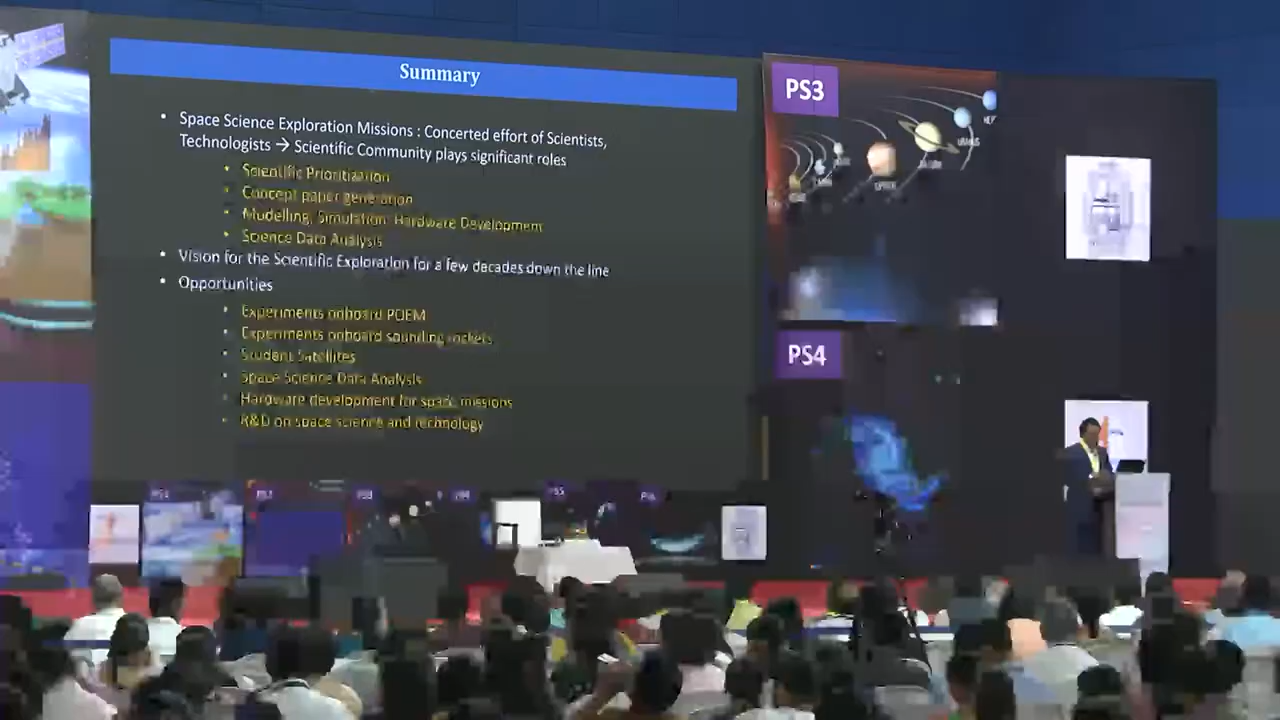 Summary
• Space Science Exploration Missions : Concerted effort of Scientists,
Technologists → Scientific Community plays significant roles
• Scientific Prioritization
• Concept paper generation
• Modelling, Simulation, Hardware Development
• Science Data Analysis
• Vision for the Scientific Exploration for a few decades down the line
• Opportunities
• Experiments onboard POEM
• Experiments onboard sounding rockets
• Student Satellites
• Space Science Data Analysis
• Hardware development for space missions
• R&D on space science and technology
PS3
URANUS
PS4